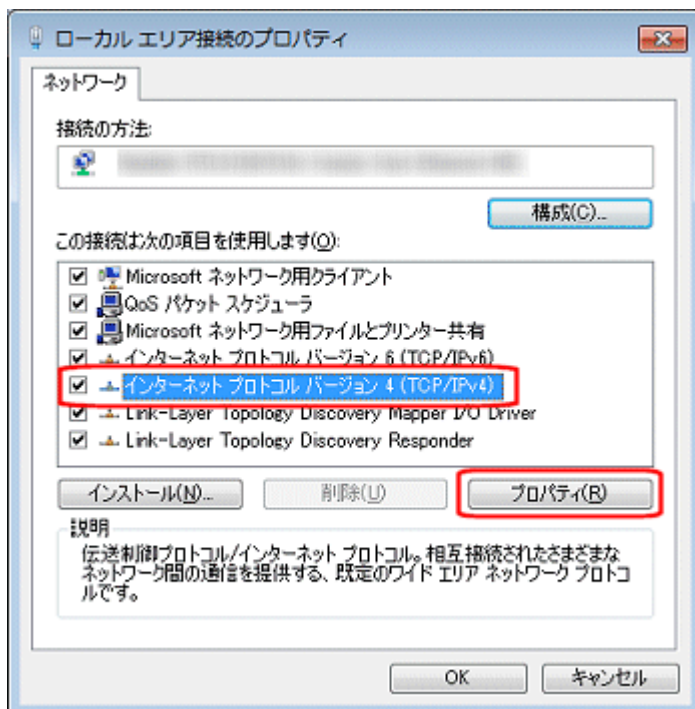 ローカル エリア接続のプロパティ
ネットワーク
接続の方法:
構成(C)...
この接続は次の項目を使用します(O):
Microsoft ネットワーク用クライアント
QoS パケット スケジューラ
Microsoft ネットワーク用ファイルとプリンター共有
インターネット プロトコル バージョン 6 (TCP/IPv6)
インターネット プロトコル バージョン 4 (TCP/IPv4)
Link-Layer Topology Discovery Mapper I/O Driver
Link-Layer Topology Discovery Responder
インストール(N)... 削除(U) プロパティ(R)
説明
伝送制御プロトコル/インターネット プロトコル。相互接続されたさまざまな
ネットワーク間の通信を提供する、既定のワイド エリア ネットワーク プロトコ
ルです。
OK キャンセル